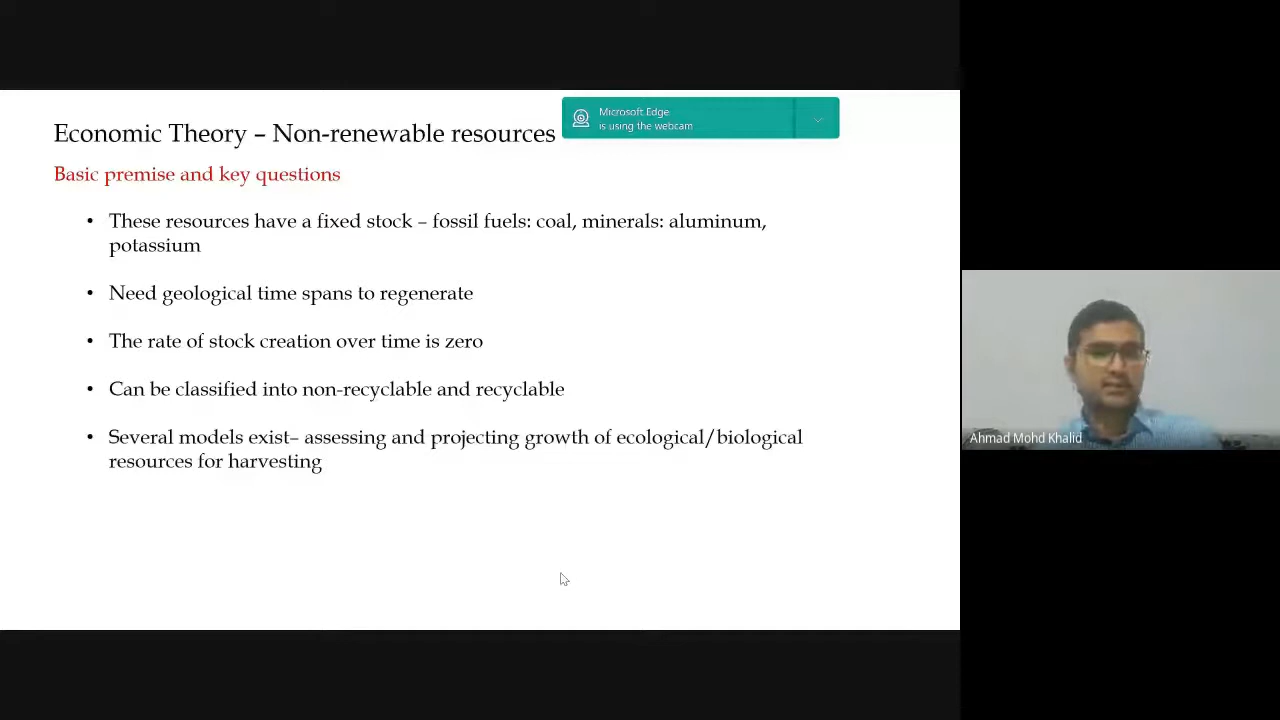 Economic Theory – Non-renewable resources
Microsoft Edge
is using the webcam
Basic premise and key questions
• These resources have a fixed stock – fossil fuels: coal, minerals: aluminum,
potassium
• Need geological time spans to regenerate
• The rate of stock creation over time is zero
• Can be classified into non-recyclable and recyclable
• Several models exist– assessing and projecting growth of ecological/biological
resources for harvesting
Ahmad Mohd Khalid